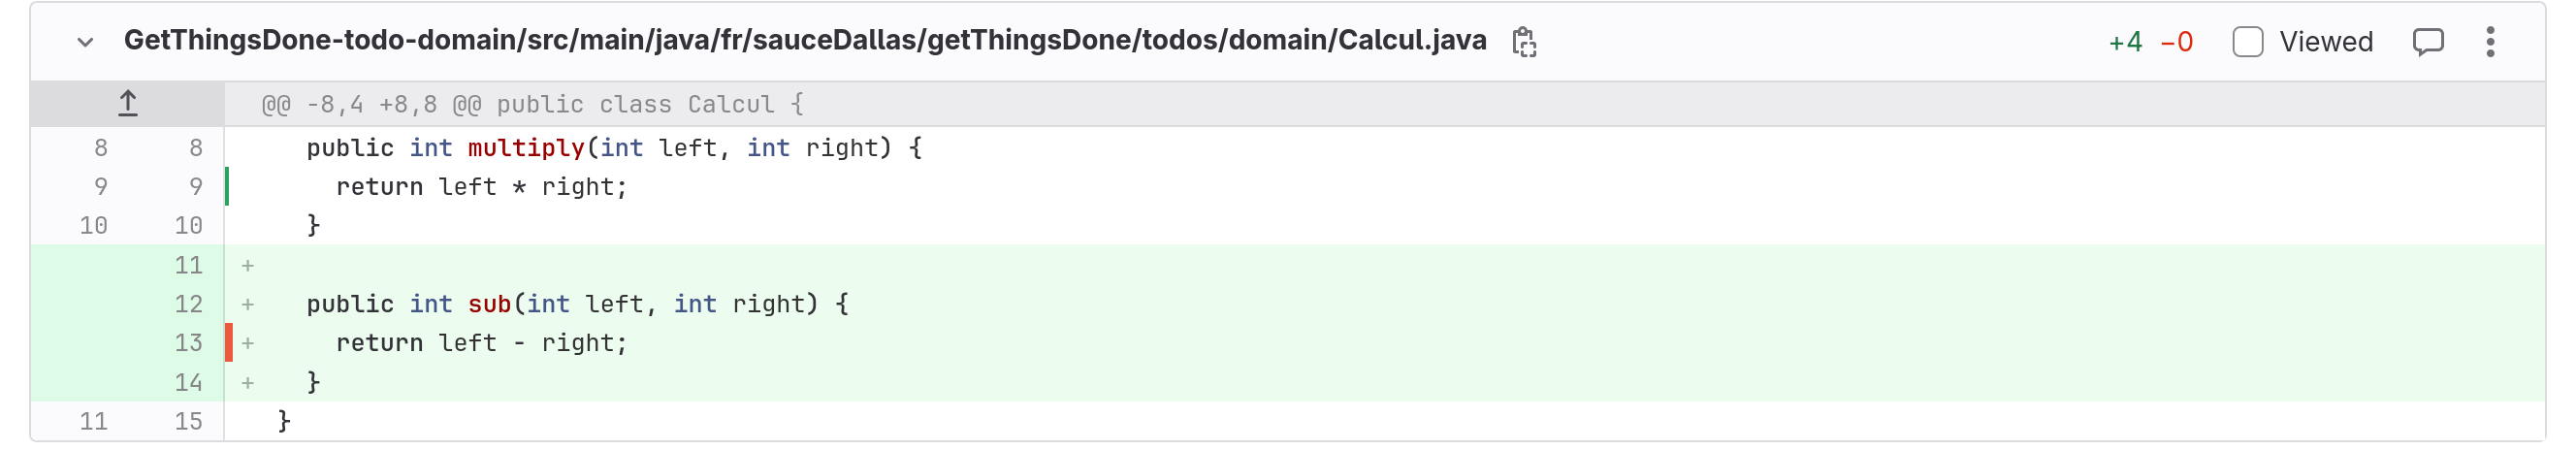 GetThingsDone-todo-domain/src/main/java/fr/sauceDallas/getThingsDone/todos/domain/Calcul.java +4 −0 Viewed
@@ -8,4 +8,8 @@ public class Calcul {
8 8 public int multiply(int left, int right) {
9 9 return left * right;
10 10 }
11 +
12 + public int sub(int left, int right) {
13 + return left - right;
14 + }
11 15 }